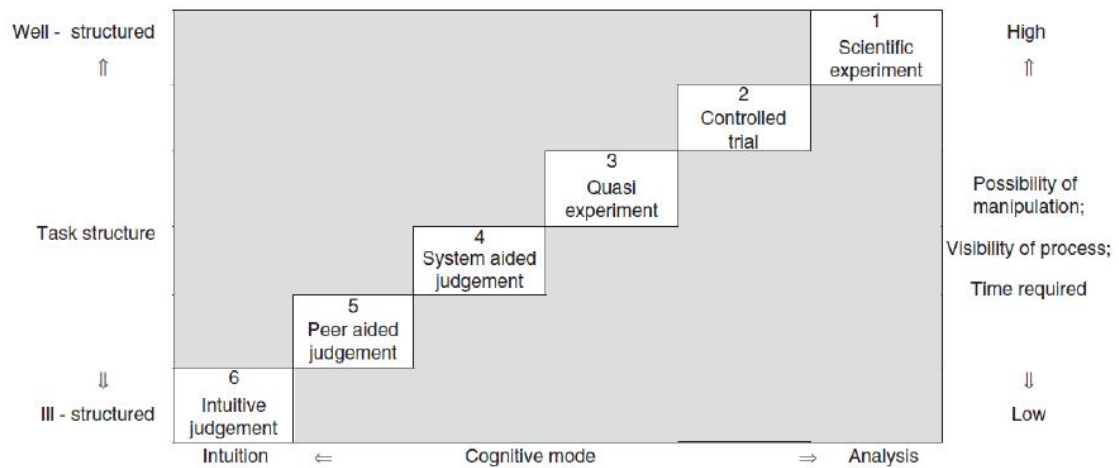 Well - structured
⇑
Task structure
⇓
Ill - structured
1
Scientific
experiment
2
Controlled
trial
3
Quasi
experiment
4
System aided
judgement
5
Peer aided
judgement
6
Intuitive
judgement
High
⇑
Possibility of
manipulation;
Visibility of process;
Time required
⇓
Low
Intuition ⇐ Cognitive mode ⇒ Analysis